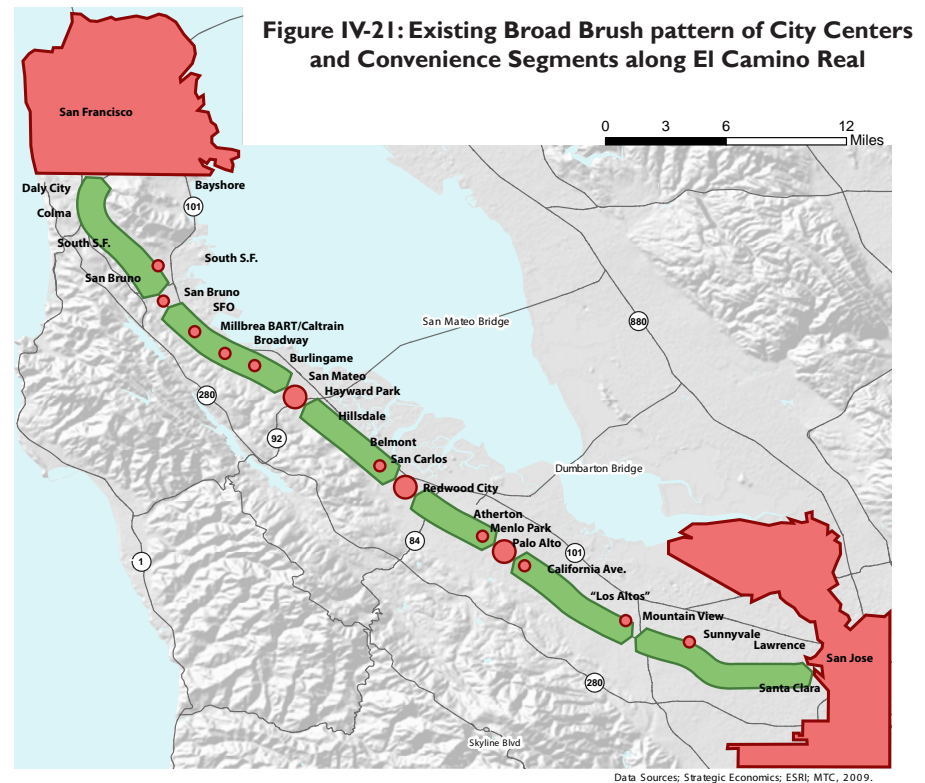 Figure IV-21: Existing Broad Brush pattern of City Centers
and Convenience Segments along El Camino Real
0 3 6 12
Miles
San Francisco
Daly City
Bayshore
Colma
101
South S.F.
South S.F.
San Bruno
San Bruno
SFO
Millbrea BART/Caltrain
Broadway
San Mateo Bridge
880
Burlingame
San Mateo
Hayward Park
280
Hillsdale
92
Belmont
San Carlos
Dumbarton Bridge
Redwood City
Atherton
Menlo Park
84
Palo Alto
101
1
California Ave.
"Los Altos"
Mountain View
Sunnyvale
Lawrence
San Jose
280
Santa Clara
Skyline Blvd
Data Sources; Strategic Economics; ESRI; MTC, 2009.